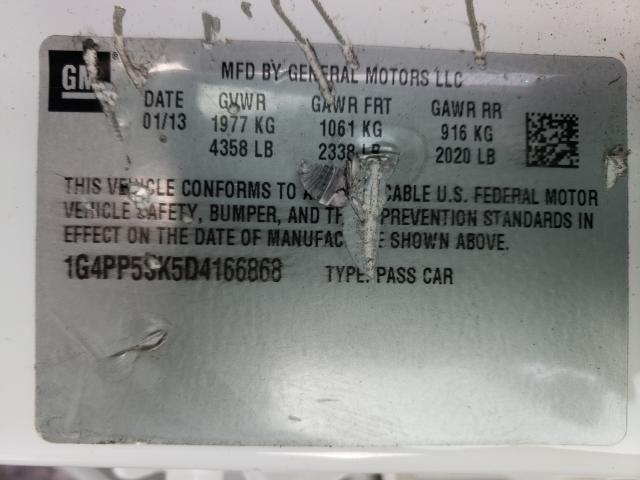 GM
MFD BY GENERAL MOTORS LLC
DATE GVWR GAWR FRT GAWR RR
01/13 1977 KG 1061 KG 916 KG
4358 LB 2338 LB 2020 LB
THIS VEHICLE CONFORMS TO A CABLE U.S. FEDERAL MOTOR
VEHICLE SAFETY, BUMPER, AND PREVENTION STANDARDS IN
EFFECT ON THE DATE OF MANUFAC E SHOWN ABOVE.
1G4PP5SK5D4166868 TYPE: PASS CAR